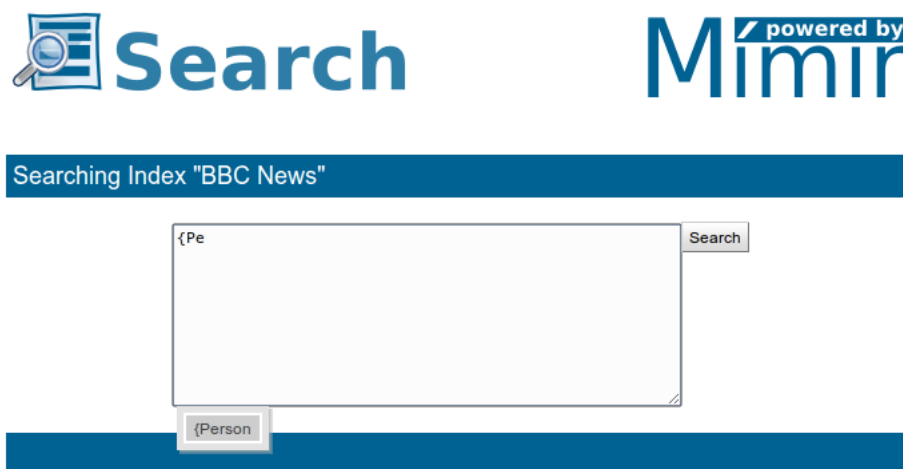 Search
powered by
Mimir
Searching Index "BBC News"
{Pe
Search
{Person